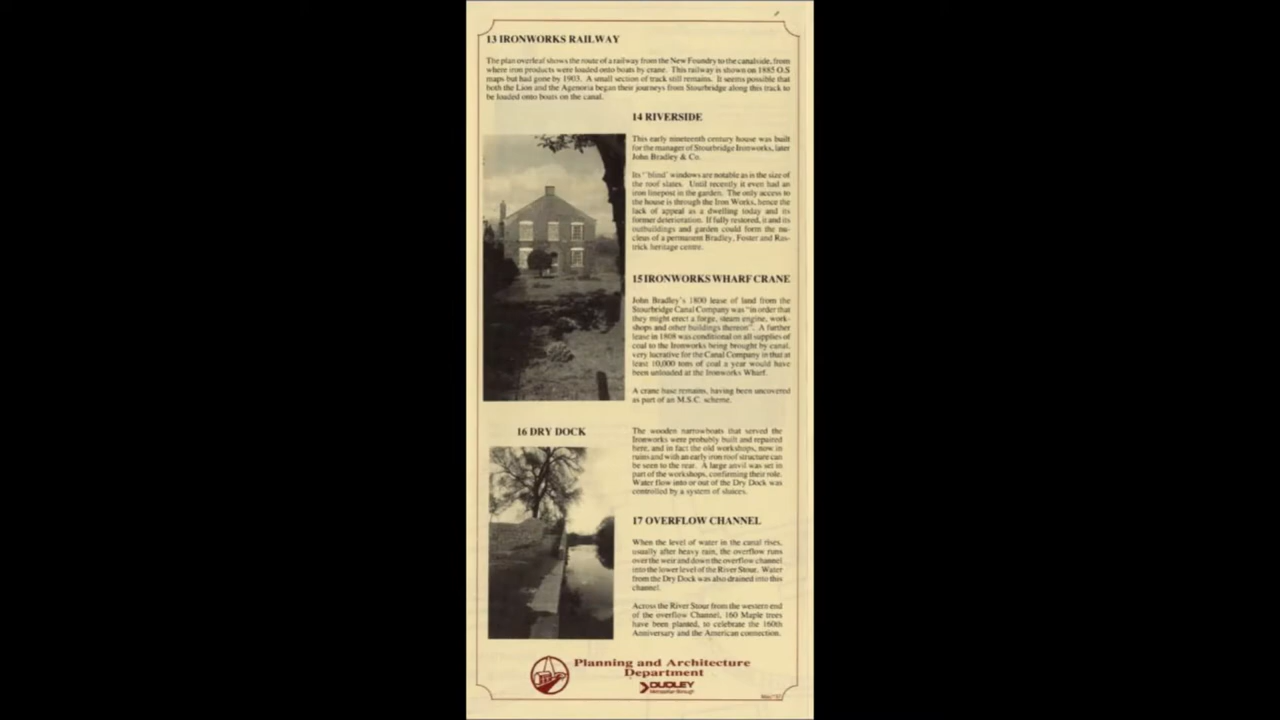 13 IRONWORKS RAILWAY
The plan overleaf shows the route of a railway from the New Foundry to the canalside, from
where iron products were loaded onto boats by crane. This railway is shown on 1885 O.S
maps but had gone by 1903. A small section of track still remains. It seems possible that
both the Lion and the Agenoria began their journeys from Stourbridge along this track to
be loaded onto boats on the canal.
14 RIVERSIDE
This early nineteenth century house was built
for the manager of Stourbridge Ironworks, later
John Bradley & Co.
Its "blind' windows are notable as is the size of
the roof slates. Until recently it even had an
iron linepost in the garden. The only access to
the house is through the Iron Works, hence the
lack of appeal as a dwelling today and its
former deterioration. If fully restored, it and its
outbuildings and garden could form the nu-
cleus of a permanent Bradley, Foster and Ras-
trick heritage centre.
15 IRONWORKS WHARF CRANE
John Bradley's 1800 lease of land from the
Stourbridge Canal Company was "in order that
they might erect a forge, steam engine, work-
shops and other buildings thereon". A further
lease in 1808 was conditional on all supplies of
coal to the Ironworks being brought by canal,
very lucrative for the Canal Company in that at
least 10,000 tons of coal a year would have
been unloaded at the Ironworks Wharf.
A crane base remains, having been uncovered
as part of an M.S.C. scheme.
16 DRY DOCK
The wooden narrowboats that served the
Ironworks were probably built and repaired
here, and in fact the old workshops, now in
ruins and with an early iron roof structure can
be seen to the rear. A large anvil was set in
part of the workshops, confirming their role.
Water flow into or out of the Dry Dock was
controlled by a system of sluices.
17 OVERFLOW CHANNEL
When the level of water in the canal rises,
usually after heavy rain, the overflow runs
over the weir and down the overflow channel
into the lower level of the River Stour. Water
from the Dry Dock was also drained into this
channel.
Across the River Stour from the western end
of the overflow Channel, 160 Maple trees
have been planted, to celebrate the 160th
Anniversary and the American connection.
Planning and Architecture
Department
DUDLEY
Metropolitan Borough